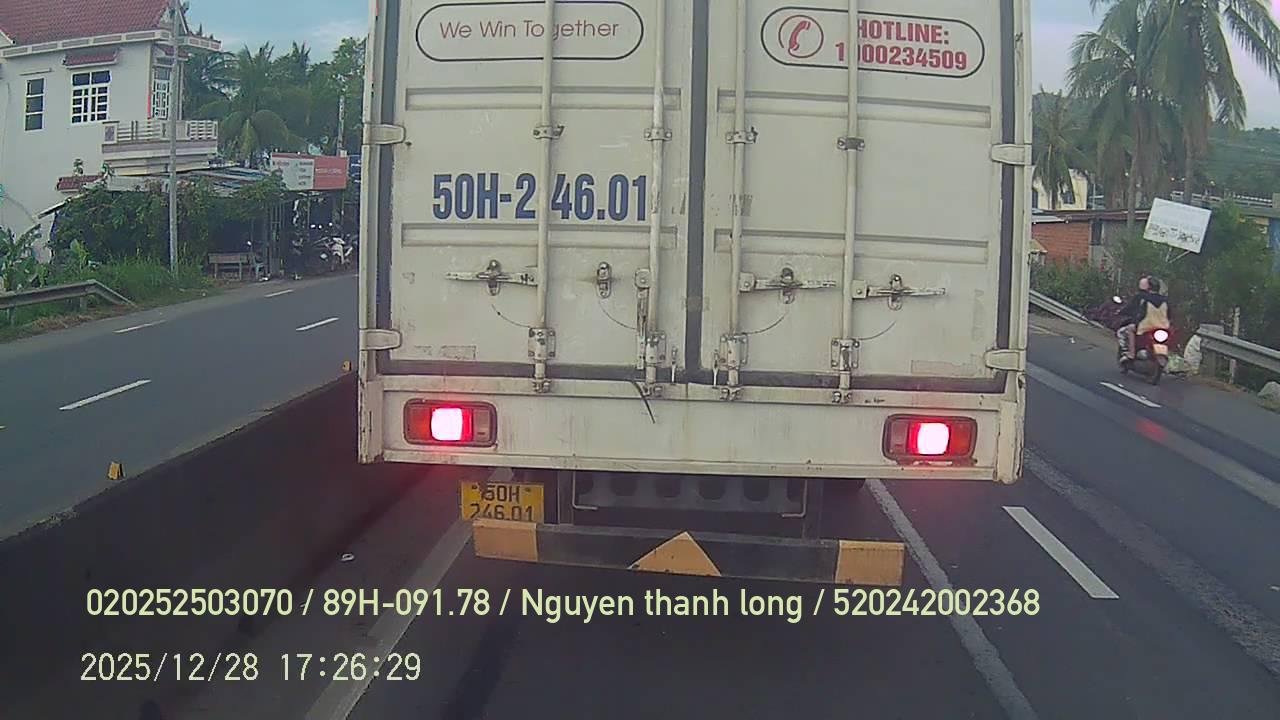 We Win Together
HOTLINE:
1900234509
50H-246.01
50H
246.01
020252503070 / 89H-091.78 / Nguyen thanh long / 520242002368
2025/12/28 17:26:29